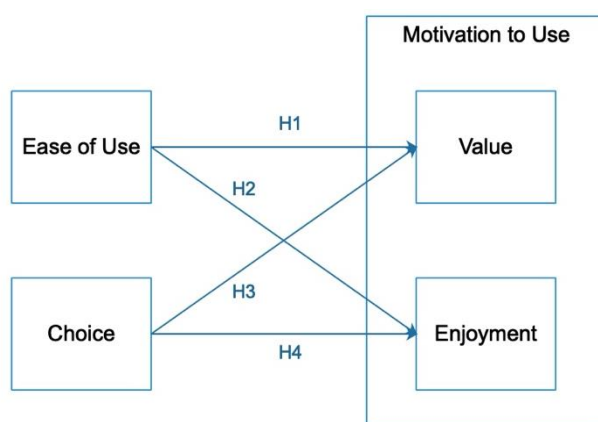 Motivation to Use
H1
Ease of Use
Value
H2
H3
Choice
Enjoyment
H4